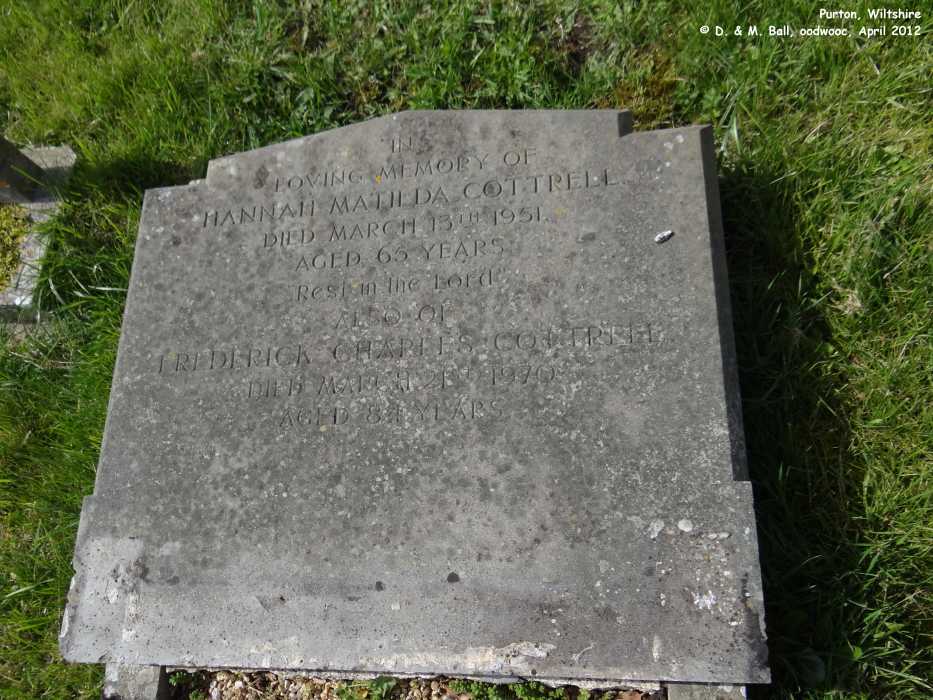 Purton, Wiltshire
© D. & M. Ball, oodwooc, April 2012
IN
LOVING MEMORY OF
HANNAH MATILDA COTTRELL
DIED MARCH 13TH 1951.
AGED 65 YEARS
"Rest in the Lord"
ALSO OF
FREDERICK CHARLES COTTRELL
DIED MARCH 21ST 1970
AGED 84 YEARS